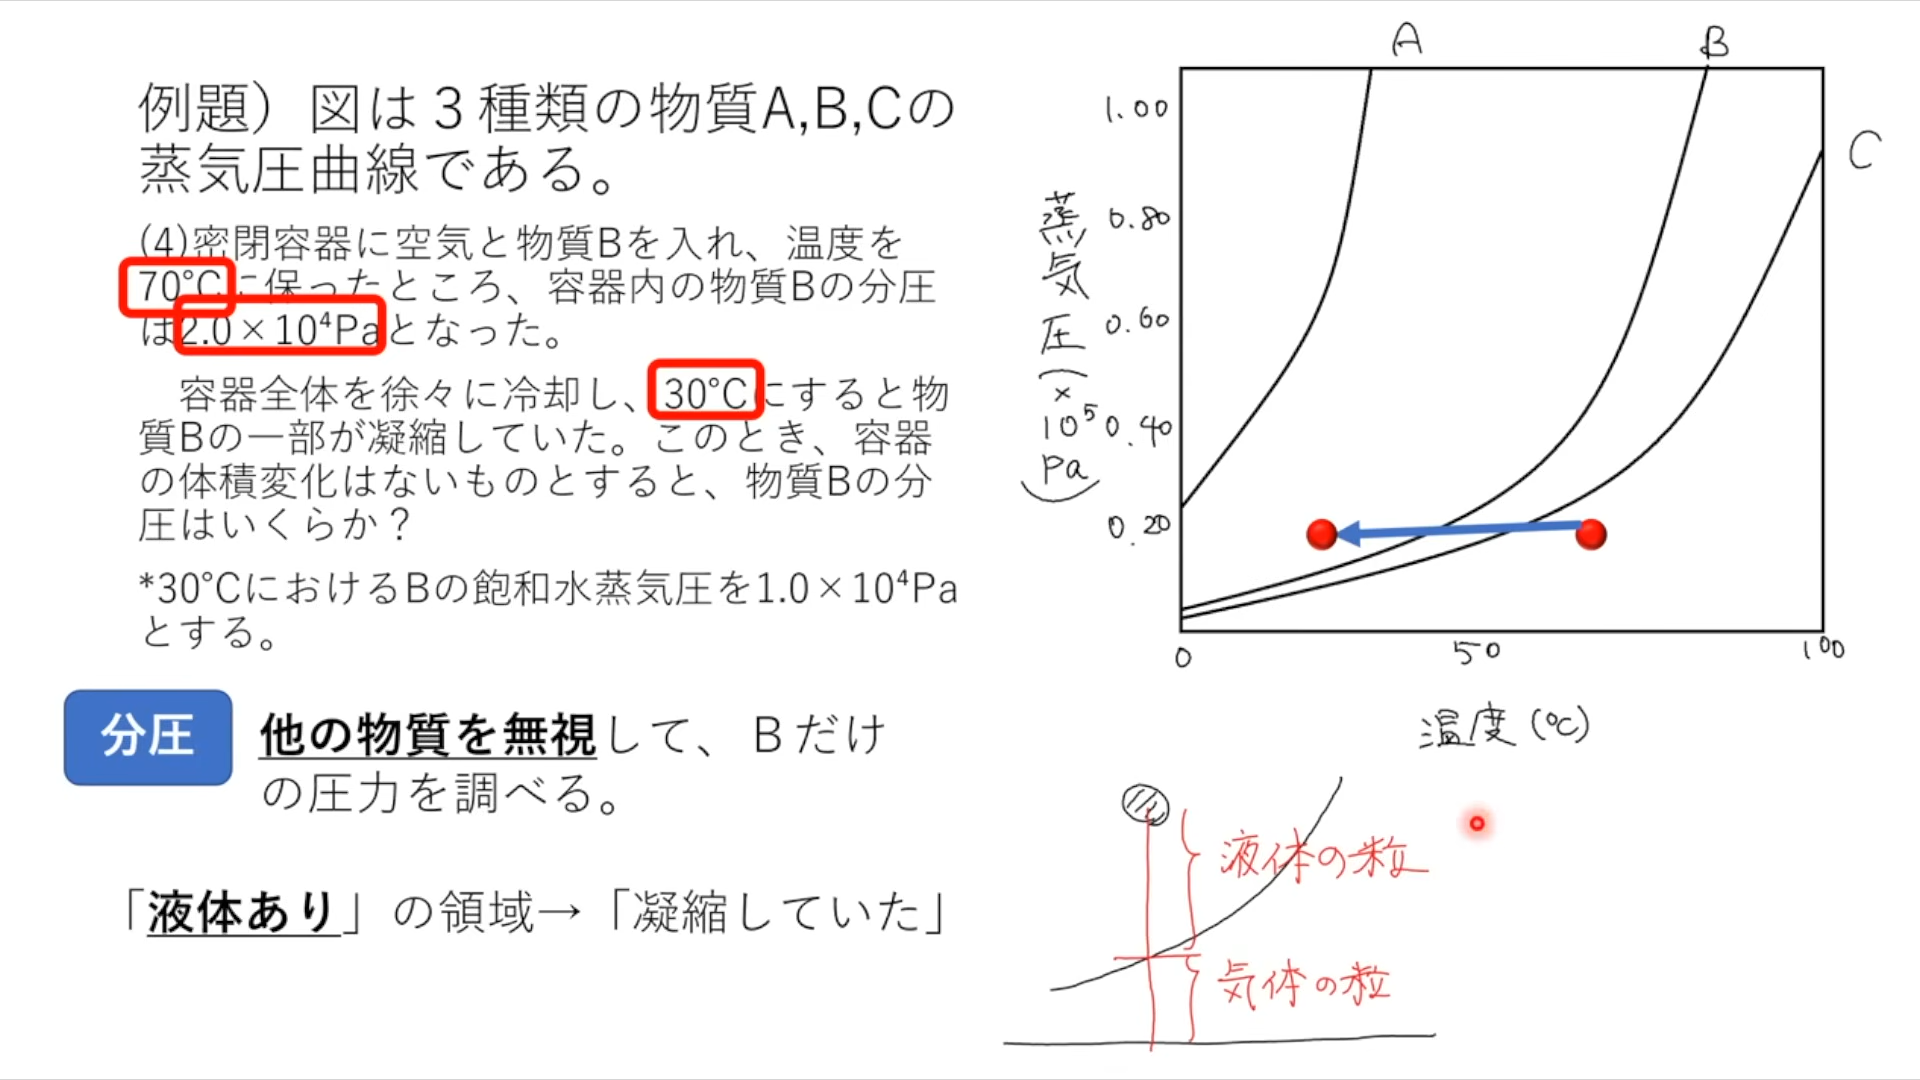 例題）図は３種類の物質A,B,Cの
蒸気圧曲線である。
(4)密閉容器に空気と物質Bを入れ、温度を
70°Cに保ったところ、容器内の物質Bの分圧
は2.0×10⁴Paとなった。
容器全体を徐々に冷却し、30°Cにすると物
質Bの一部が凝縮していた。このとき、容器
の体積変化はないものとすると、物質Bの分
圧はいくらか？
*30°CにおけるBの飽和水蒸気圧を1.0×10⁴Pa
とする。
分圧
他の物質を無視して、Ｂだけ
の圧力を調べる。
「液体あり」の領域→「凝縮していた」
A
B
C
1.00
0.80
0.60
0.40
0.20
蒸気圧(×10⁵Pa)
0
50
100
温度(℃)
液体の粒
気体の粒